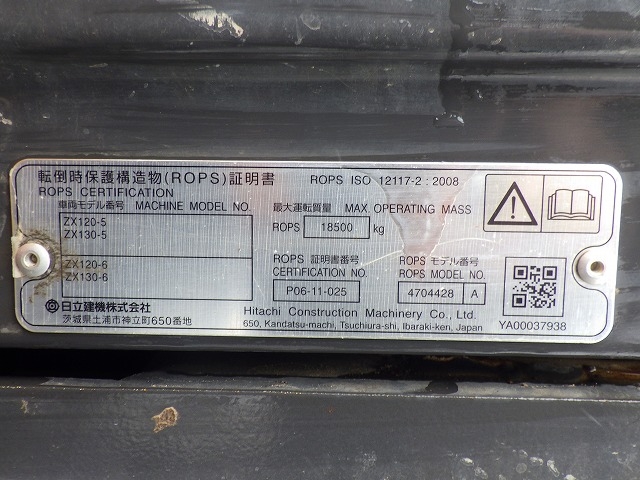 転倒時保護構造物(ROPS)証明書 ROPS ISO 12117-2 : 2008
ROPS CERTIFICATION
車両モデル番号 MACHINE MODEL NO.
ZX120-5
ZX130-5
ZX120-6
ZX130-6
最大運転質量 MAX. OPERATING MASS
ROPS 18500 kg
ROPS 証明書番号
CERTIFICATION NO.
P06-11-025
ROPS モデル番号
ROPS MODEL NO.
4704428 A
日立建機株式会社
茨城県土浦市神立町650番地
Hitachi Construction Machinery Co., Ltd.
650, Kandatsu-machi, Tsuchiura-shi, Ibaraki-ken, Japan
YA00037938